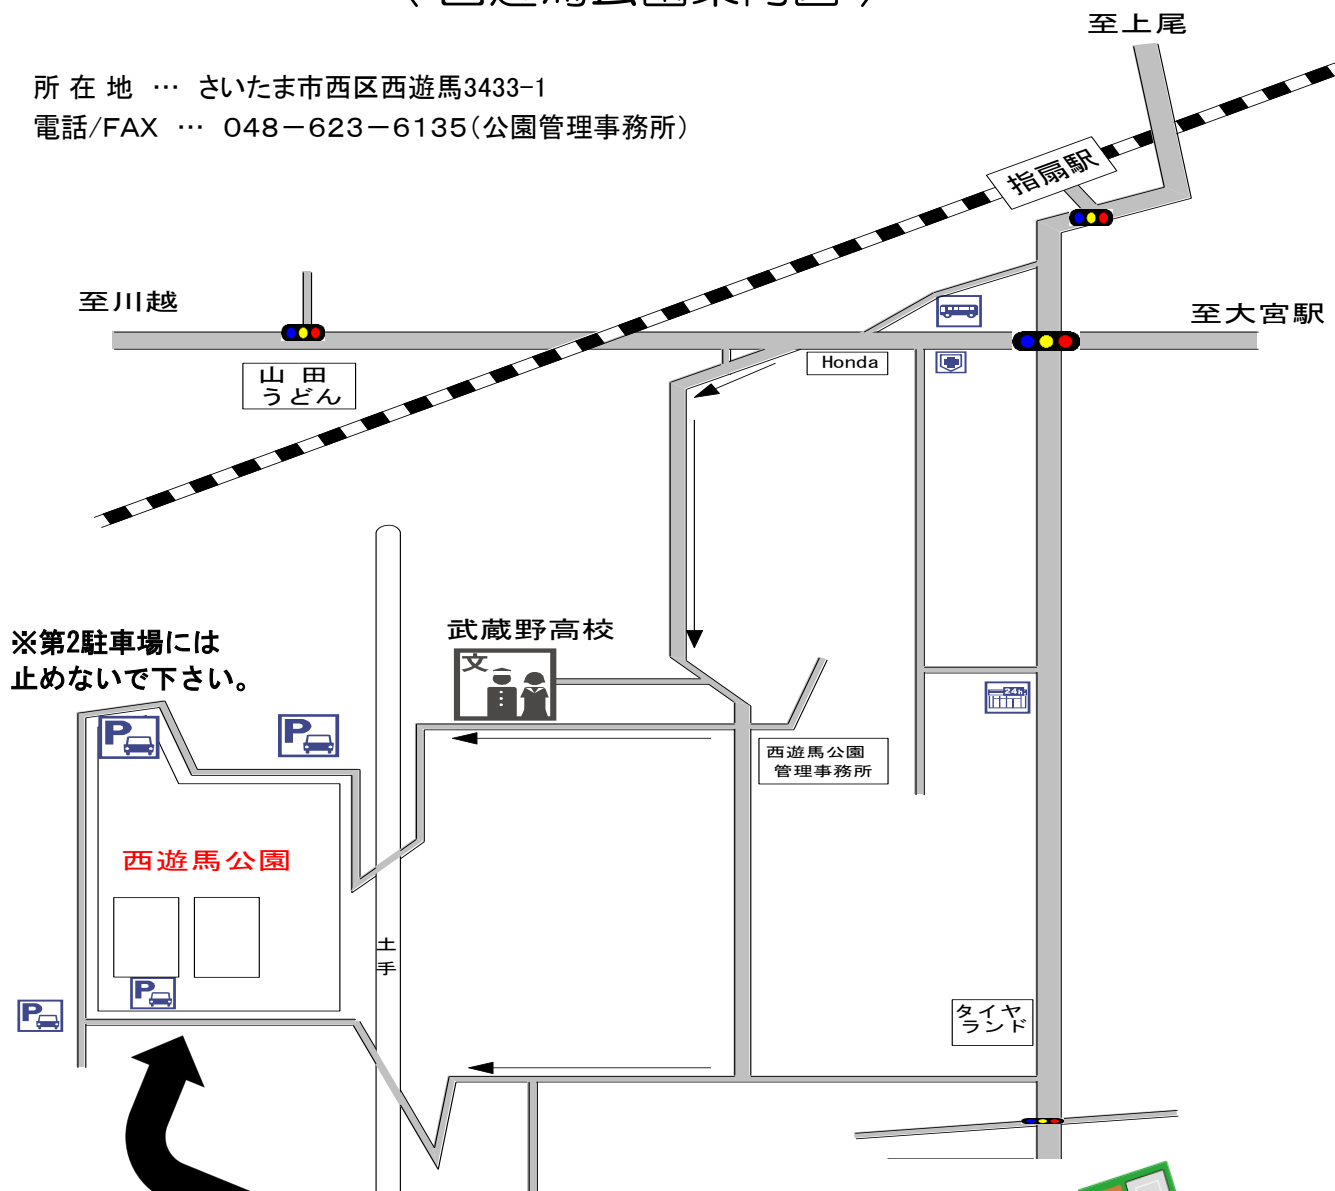 至上尾
所 在 地 … さいたま市西区西遊馬3433-1
電話/FAX … 048－623－6135(公園管理事務所)
指扇駅
至川越
至大宮駅
山 田
うどん
Honda
※第2駐車場には
止めないで下さい。
武蔵野高校
文
24h
P
P
西遊馬公園
管理事務所
西遊馬公園
土
手
P
P
タイヤ
ランド